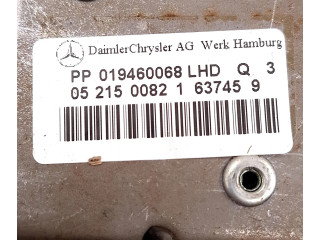 DaimlerChrysler AG Werk Hamburg
PP 019460068 LHD Q 3
05 215 0082 1 63745 9